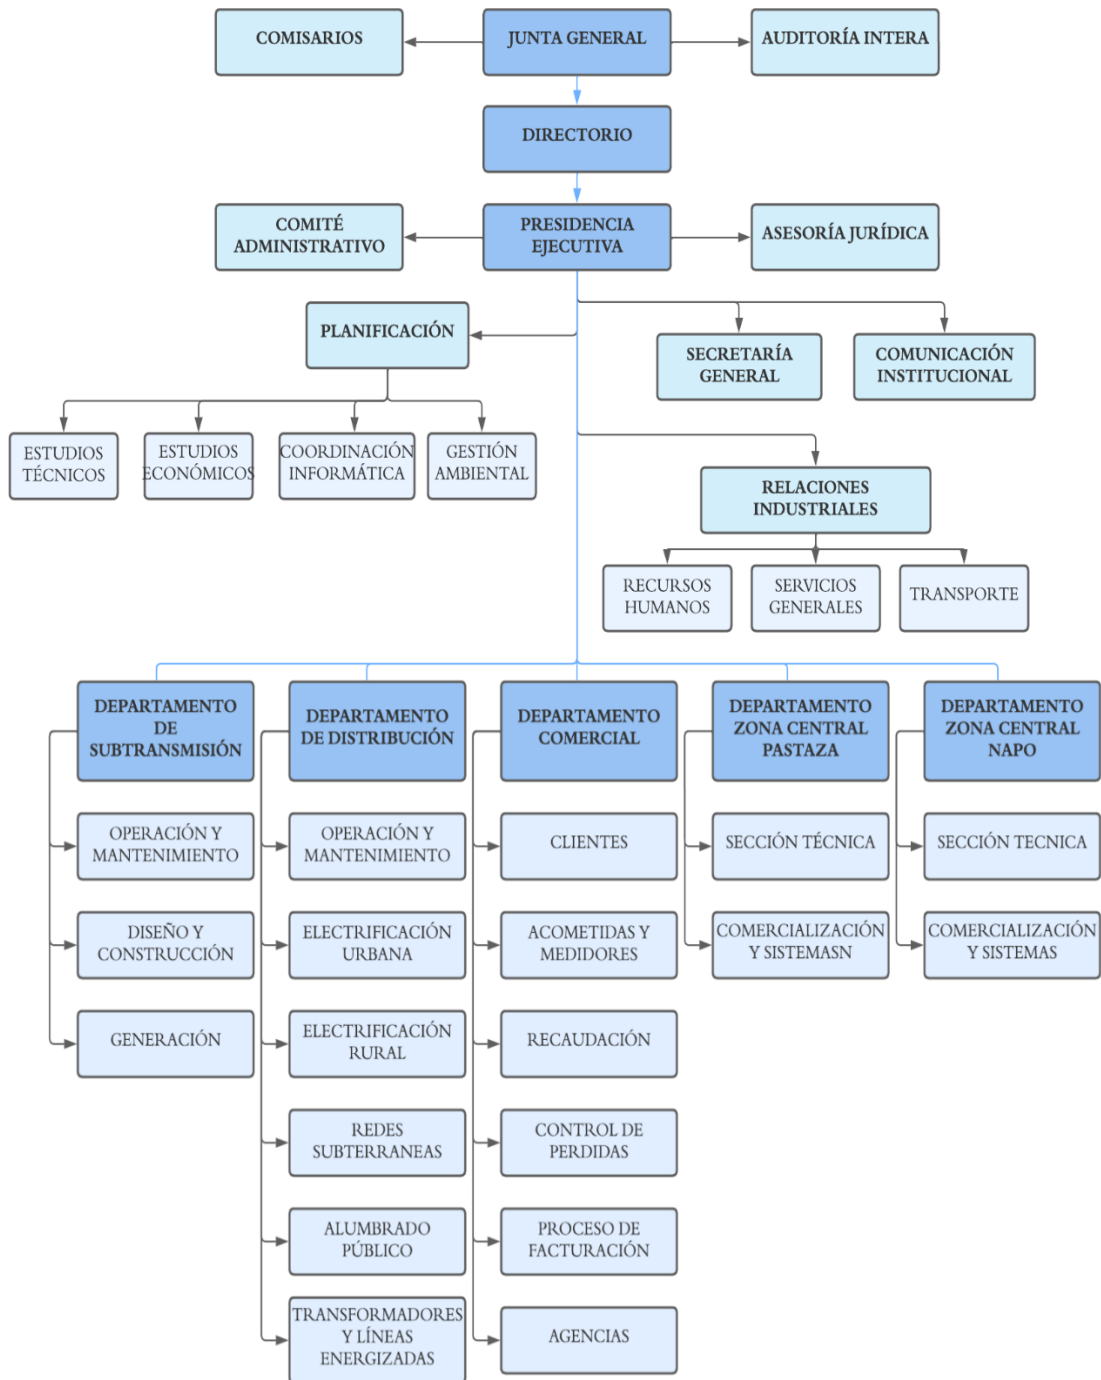 COMISARIOS
JUNTA GENERAL
AUDITORÍA INTERA
DIRECTORIO
COMITÉ
ADMINISTRATIVO
PRESIDENCIA
EJECUTIVA
ASESORÍA JURÍDICA
PLANIFICACIÓN
SECRETARÍA
GENERAL
COMUNICACIÓN
INSTITUCIONAL
ESTUDIOS
TÉCNICOS
ESTUDIOS
ECONÓMICOS
COORDINACIÓN
INFORMÁTICA
GESTIÓN
AMBIENTAL
RELACIONES
INDUSTRIALES
RECURSOS
HUMANOS
SERVICIOS
GENERALES
TRANSPORTE
DEPARTAMENTO
DE
SUBTRANSMISIÓN
DEPARTAMENTO
DE DISTRIBUCIÓN
DEPARTAMENTO
COMERCIAL
DEPARTAMENTO
ZONA CENTRAL
PASTAZA
DEPARTAMENTO
ZONA CENTRAL
NAPO
OPERACIÓN Y
MANTENIMIENTO
OPERACIÓN Y
MANTENIMIENTO
CLIENTES
SECCIÓN TÉCNICA
SECCIÓN TECNICA
DISEÑO Y
CONSTRUCCIÓN
ELECTRIFICACIÓN
URBANA
ACOMETIDAS Y
MEDIDORES
COMERCIALIZACIÓN
Y SISTEMASN
COMERCIALIZACIÓN
Y SISTEMAS
GENERACIÓN
ELECTRIFICACIÓN
RURAL
RECAUDACIÓN
REDES
SUBTERRANEAS
CONTROL DE
PERDIDAS
ALUMBRADO
PÚBLICO
PROCESO DE
FACTURACIÓN
TRANSFORMADORES
Y LÍNEAS
ENERGIZADAS
AGENCIAS